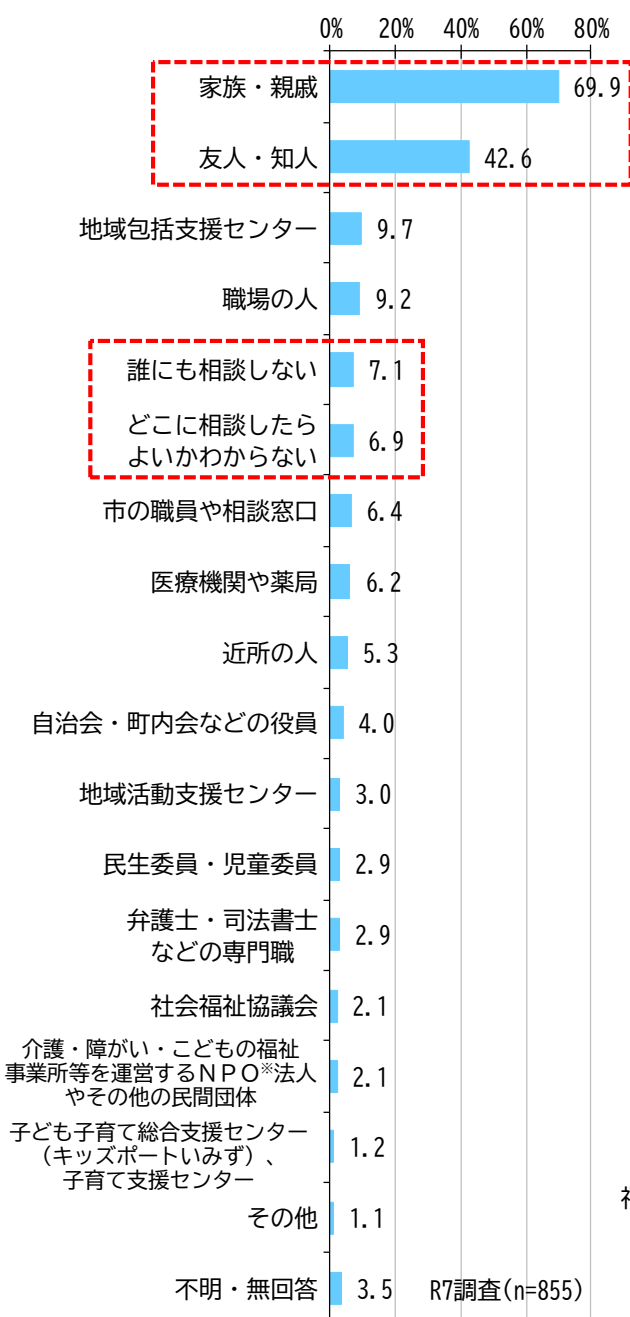 0% 20% 40% 60% 80%
家族・親戚 69.9
友人・知人 42.6
地域包括支援センター 9.7
職場の人 9.2
誰にも相談しない 7.1
どこに相談したら
よいかわからない 6.9
市の職員や相談窓口 6.4
医療機関や薬局 6.2
近所の人 5.3
自治会・町内会などの役員 4.0
地域活動支援センター 3.0
民生委員・児童委員 2.9
弁護士・司法書士
などの専門職 2.9
社会福祉協議会 2.1
介護・障がい・こどもの福祉
事業所等を運営するNPO※法人
やその他の民間団体 2.1
子ども子育て総合支援センター
(キッズポートいみず)、
子育て支援センター 1.2
その他 1.1
不明・無回答 3.5 R7調査(n=855)